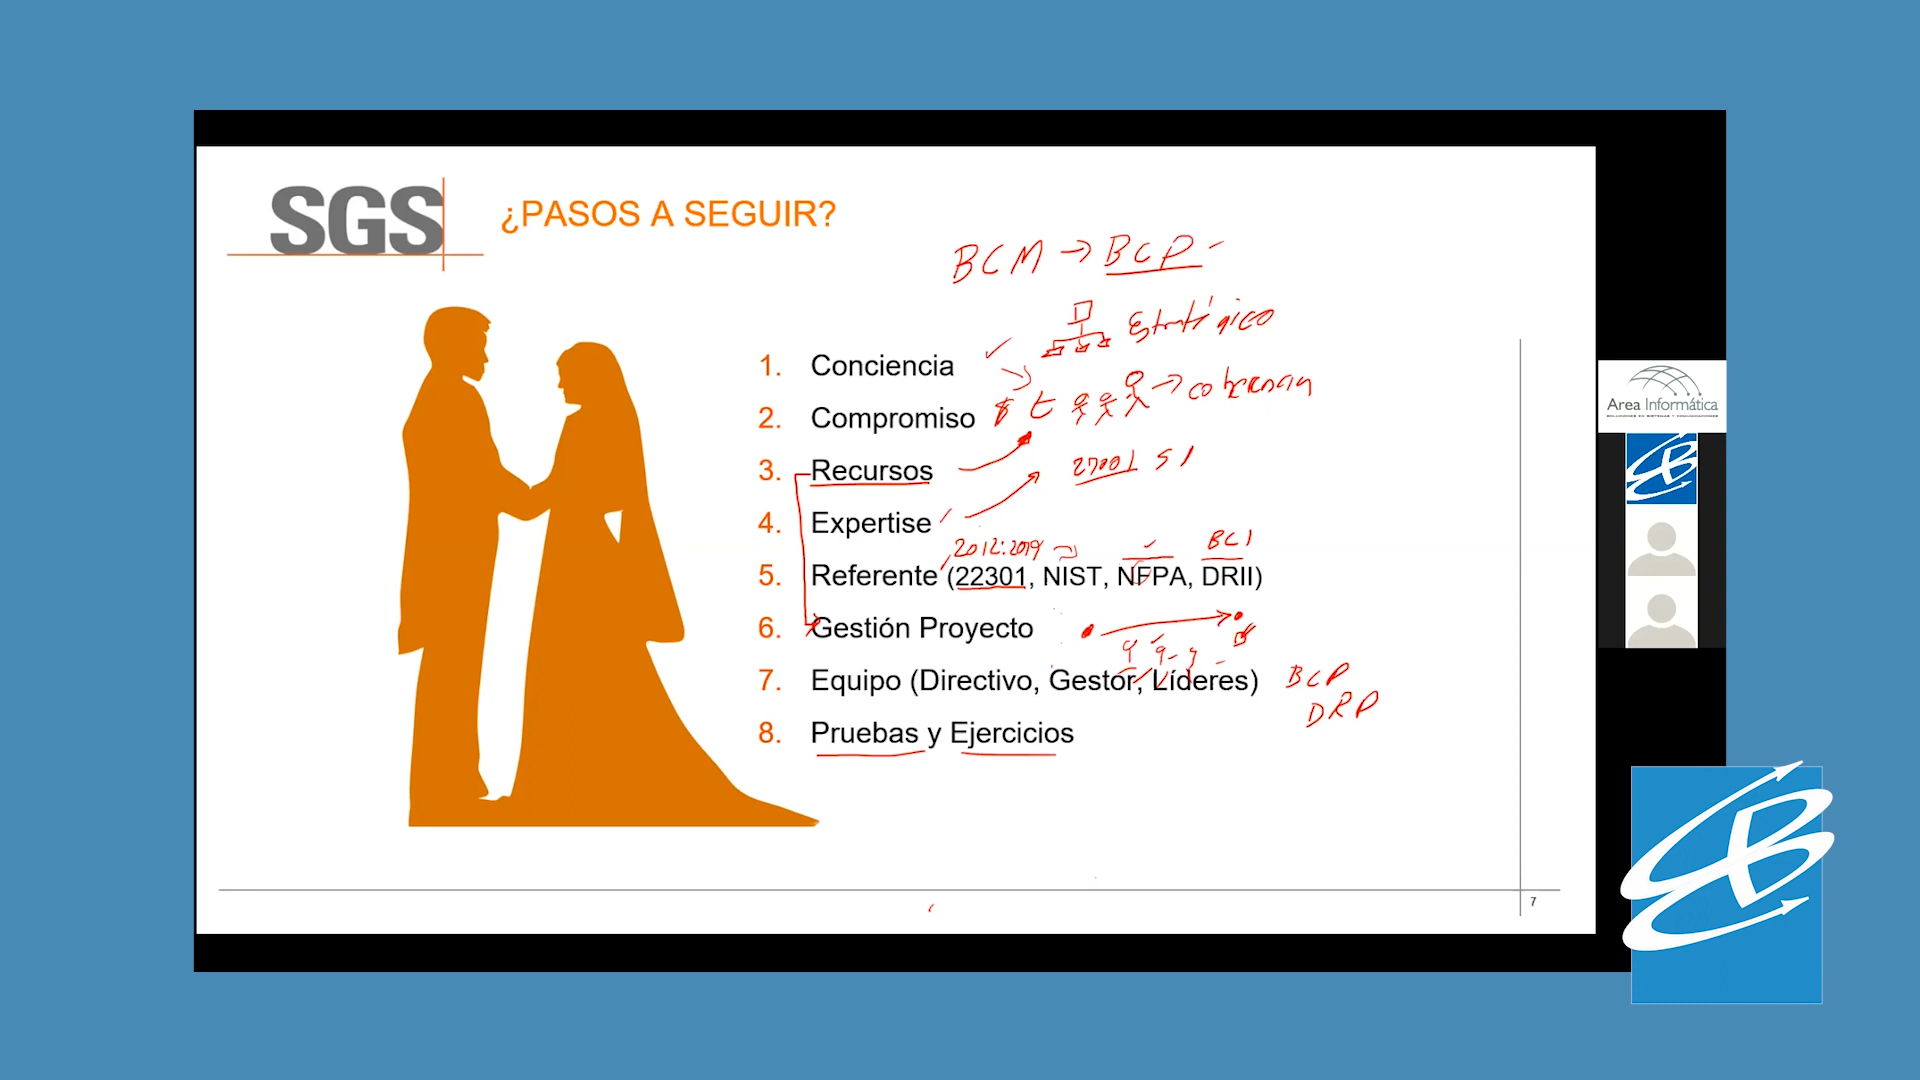 SGS
¿PASOS A SEGUIR?
BCM → BCP
Estratégico
1. Conciencia
2. Compromiso
3. Recursos
27001 SI
4. Expertise
2012:2019
BCI
5. Referente (22301, NIST, NFPA, DRII)
6. Gestión Proyecto
7. Equipo (Directivo, Gestor, Líderes)
BCP
DRP
8. Pruebas y Ejercicios
7
Area Informática